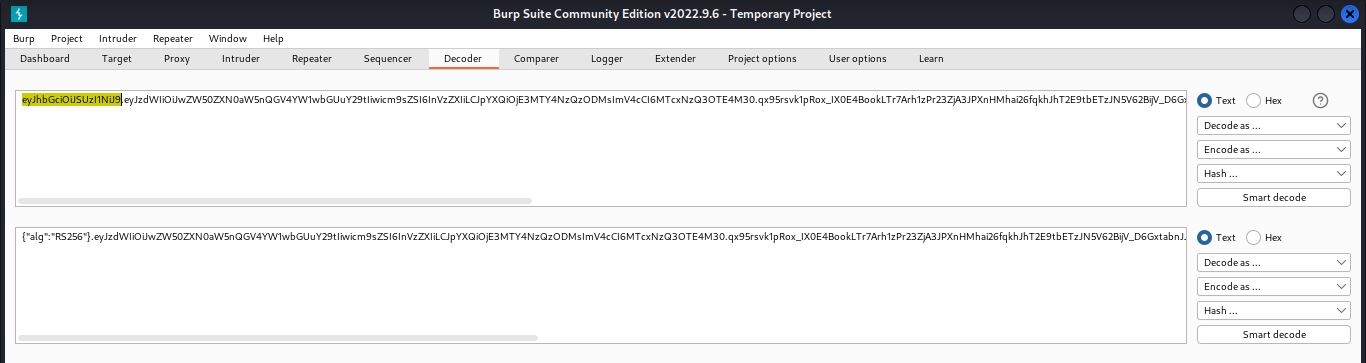 Burp Suite Community Edition v2022.9.6 - Temporary Project
Burp Project Intruder Repeater Window Help
Dashboard Target Proxy Intruder Repeater Sequencer Decoder Comparer Logger Extender Project options User options Learn
eyJhbGciOiJSUzI1NiJ9.eyJzdWIiOiJwZW50ZXN0aW5nQGV4YW1wbGUuY29tIiwicm9sZSI6InVzZXIiLCJpYXQiOjE3MTY4NzQzODMsImV4cCI6MTcxNzQ3OTE4M30.qx95rsvk1pRox_IX0E4BookLTr7Arh1zPr23ZjA3JPXnHMhai26fqkhJhT2E9tbETzJN5V62BijV_D6Gx
Text Hex ?
Decode as ...
Encode as ...
Hash ...
Smart decode
{"alg":"RS256"}.eyJzdWIiOiJwZW50ZXN0aW5nQGV4YW1wbGUuY29tIiwicm9sZSI6InVzZXIiLCJpYXQiOjE3MTY4NzQzODMsImV4cCI6MTcxNzQ3OTE4M30.qx95rsvk1pRox_IX0E4BookLTr7Arh1zPr23ZjA3JPXnHMhai26fqkhJhT2E9tbETzJN5V62BijV_D6GxtabnJ.
Text Hex
Decode as ...
Encode as ...
Hash ...
Smart decode